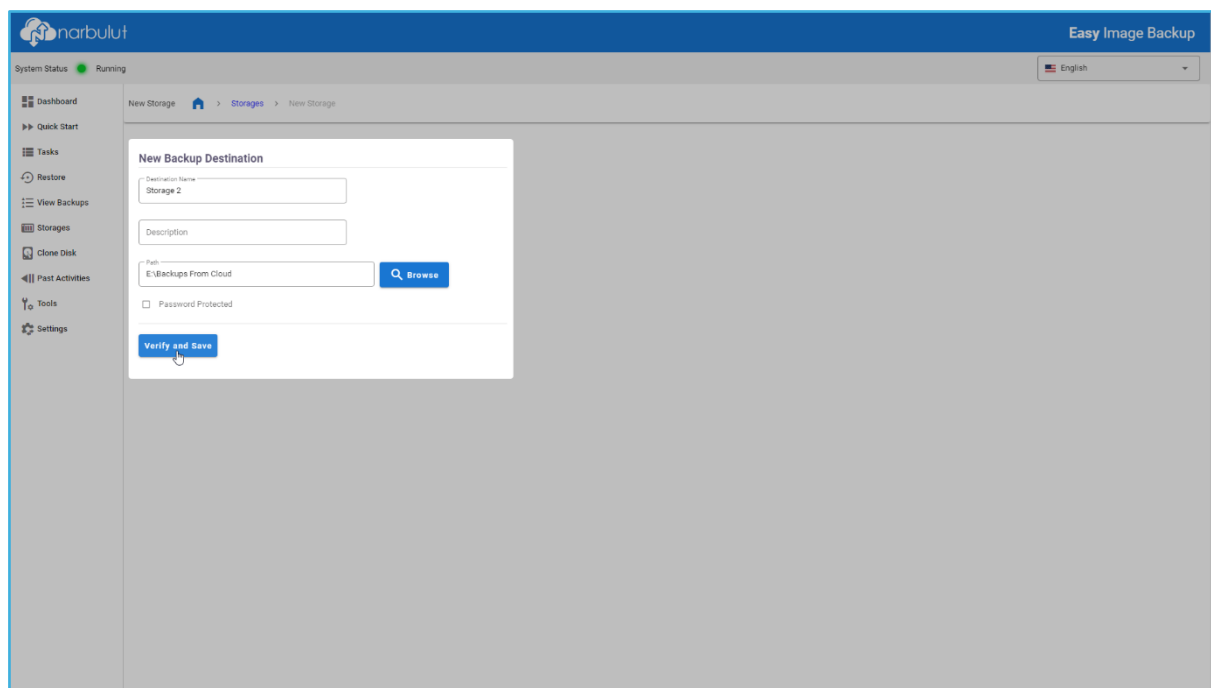 narbulut
Easy Image Backup
System Status Running
English
Dashboard
Quick Start
Tasks
Restore
View Backups
Storages
Clone Disk
Past Activities
Tools
Settings
New Storage > Storages > New Storage
New Backup Destination
Destination Name
Storage 2
Description
Path
E:\Backups From Cloud
Browse
Password Protected
Verify and Save